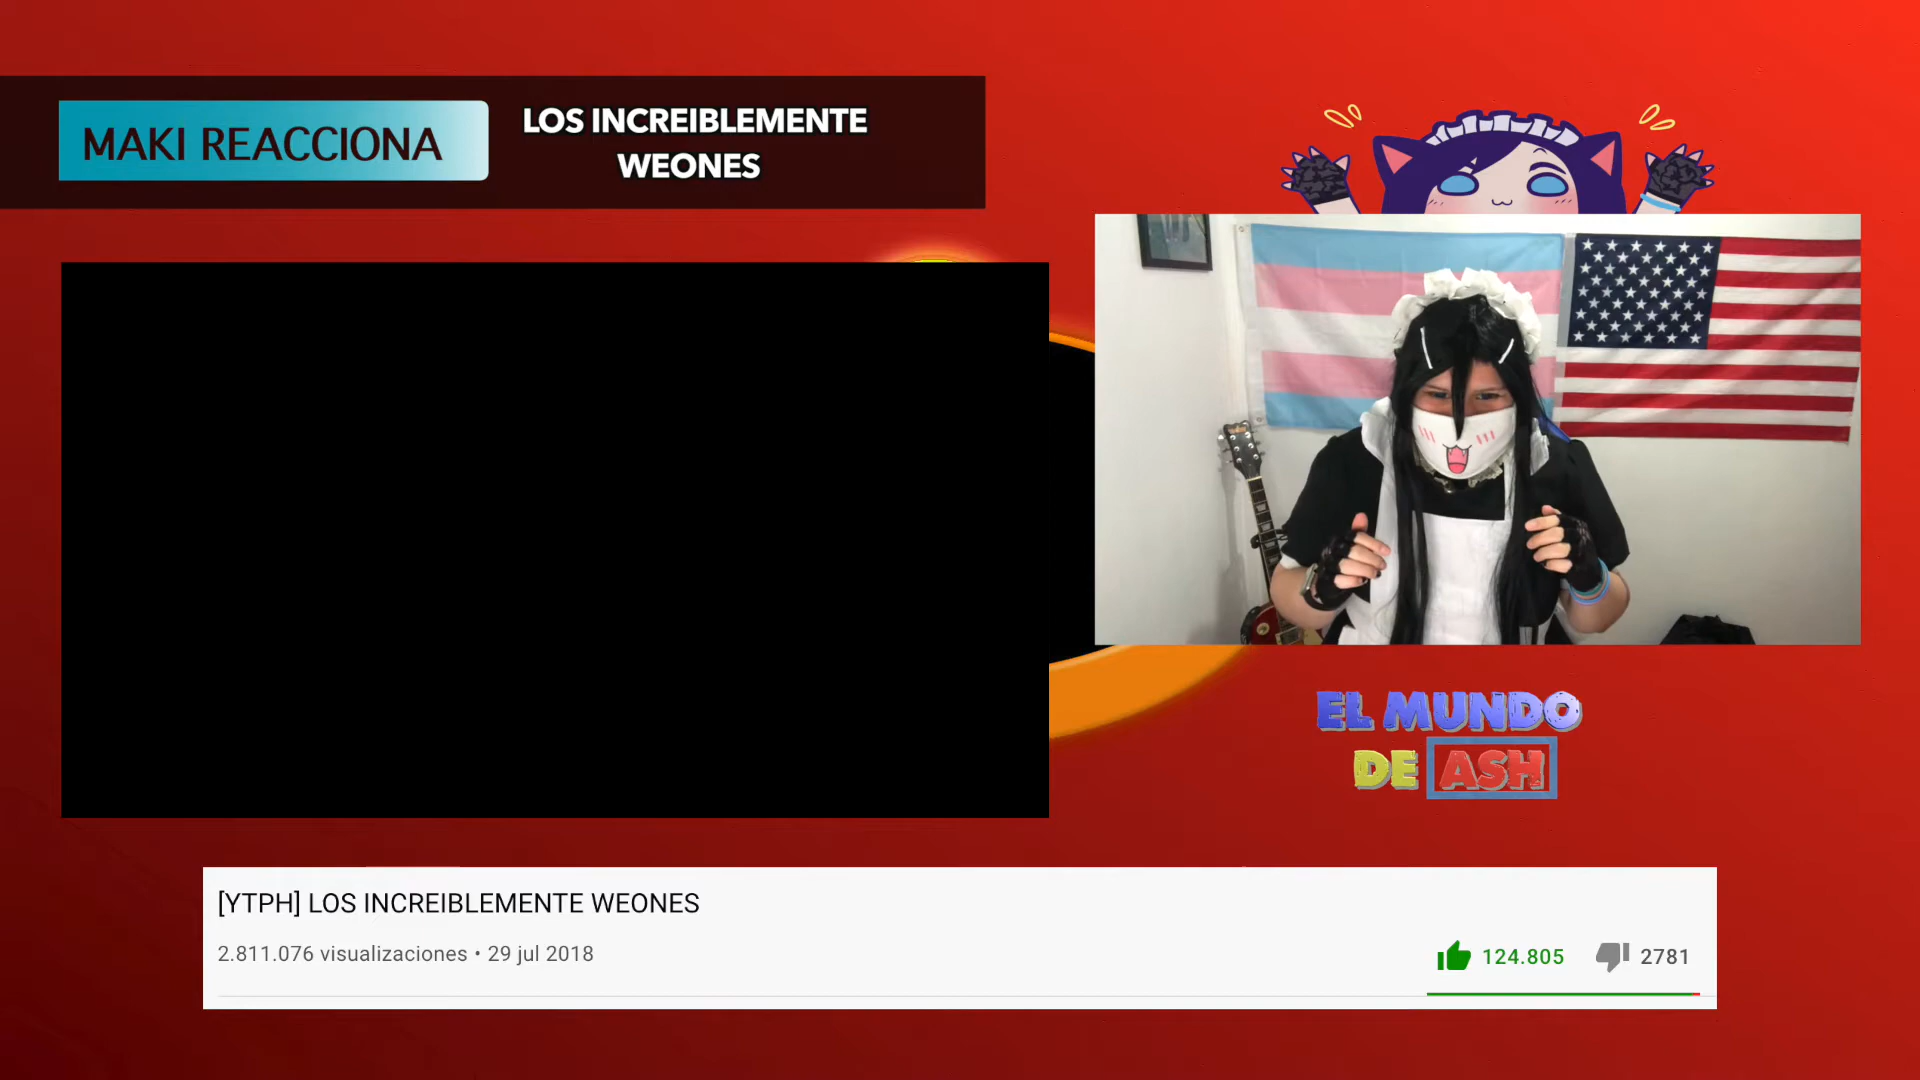 MAKI REACCIONA
LOS INCREIBLEMENTE
WEONES
EL MUNDO
DE ASH
[YTPH] LOS INCREIBLEMENTE WEONES
2.811.076 visualizaciones • 29 jul 2018
124.805
2781